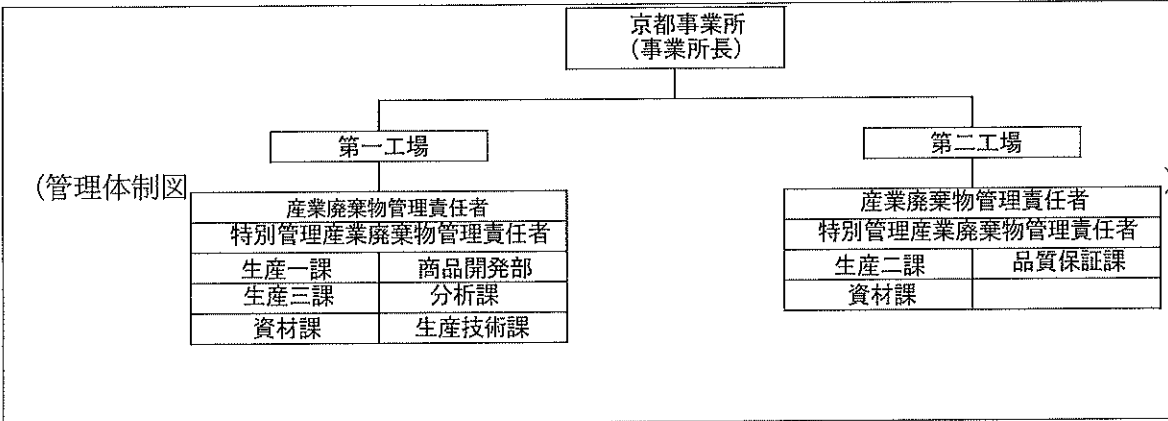 京都事業所
(事業所長)
第一工場
第二工場
(管理体制図
)
産業廃棄物管理責任者
特別管理産業廃棄物管理責任者
生産一課 商品開発部
生産三課 分析課
資材課 生産技術課
産業廃棄物管理責任者
特別管理産業廃棄物管理責任者
生産二課 品質保証課
資材課